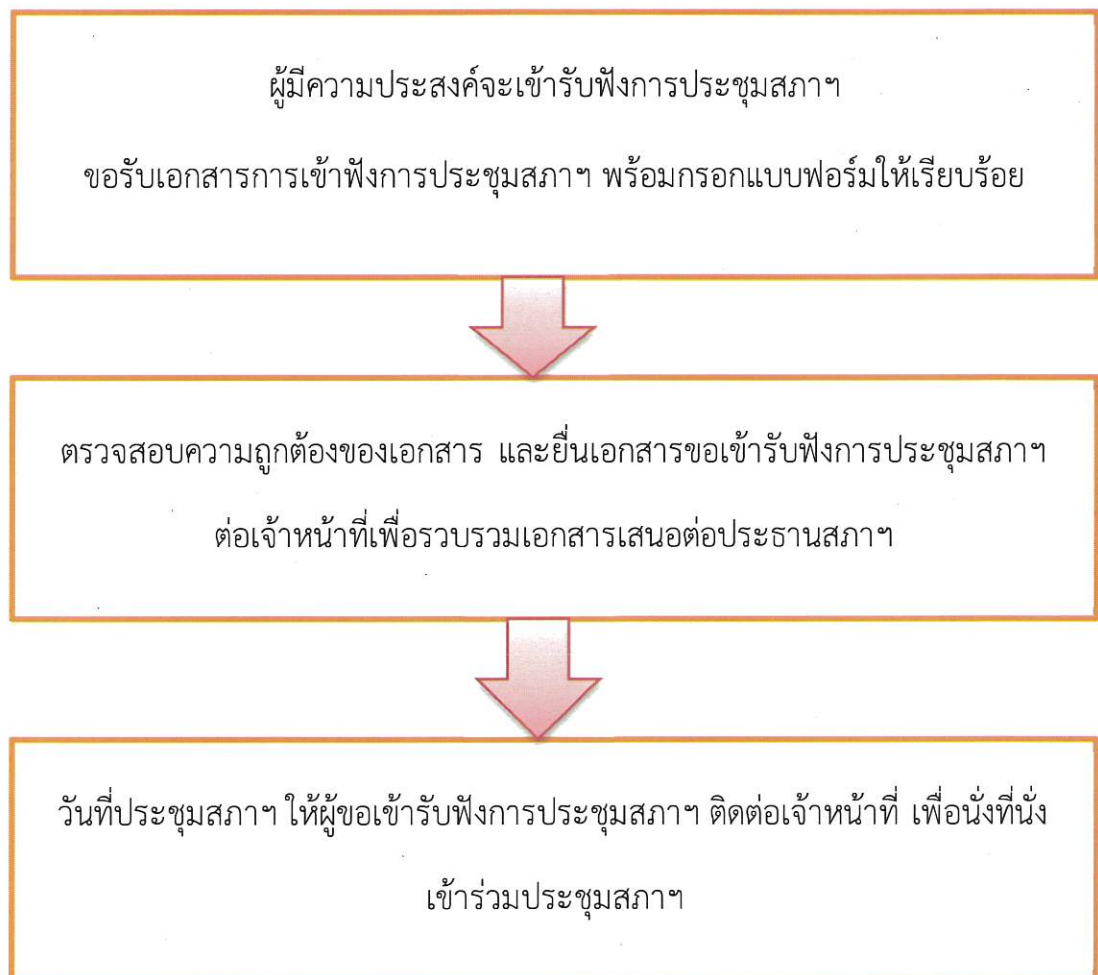 ผู้มีความประสงค์จะเข้ารับฟังการประชุมสภาฯ
ขอรับเอกสารการเข้าฟังการประชุมสภาฯ พร้อมกรอกแบบฟอร์มให้เรียบร้อย
ตรวจสอบความถูกต้องของเอกสาร และยื่นเอกสารขอเข้ารับฟังการประชุมสภาฯ
ต่อเจ้าหน้าที่เพื่อรวบรวมเอกสารเสนอต่อประธานสภาฯ
วันที่ประชุมสภาฯ ให้ผู้ขอเข้ารับฟังการประชุมสภาฯ ติดต่อเจ้าหน้าที่ เพื่อนั่งที่นั่ง
เข้าร่วมประชุมสภาฯ